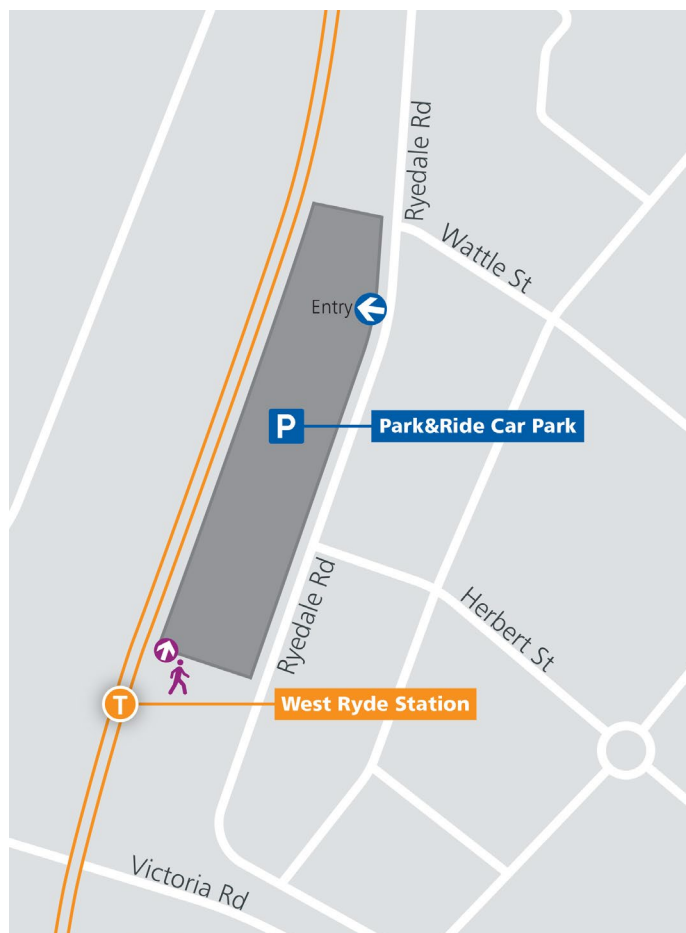 Ryedale Rd
Wattle St
Entry
P
Park&Ride Car Park
Ryedale Rd
Herbert St
T
West Ryde Station
Victoria Rd